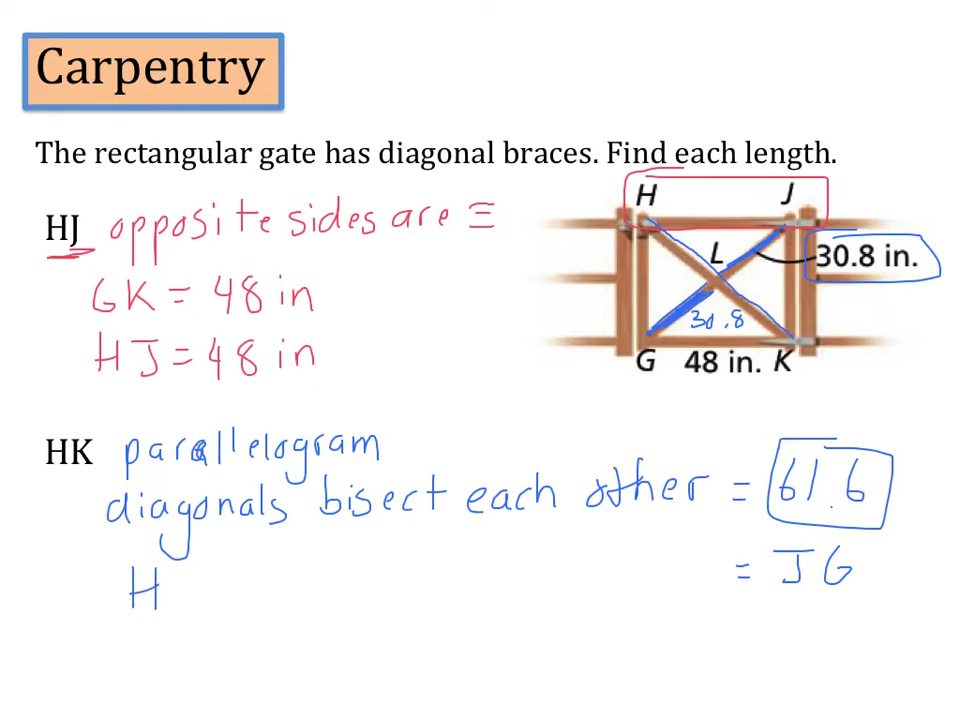 Carpentry
The rectangular gate has diagonal braces. Find each length.
HJ opposite sides are ≡
GK = 48 in
HJ = 48 in
H J
L 30.8 in.
30.8
G 48 in. K
HK parallelogram
diagonals bisect each other = 61.6
= JG
H